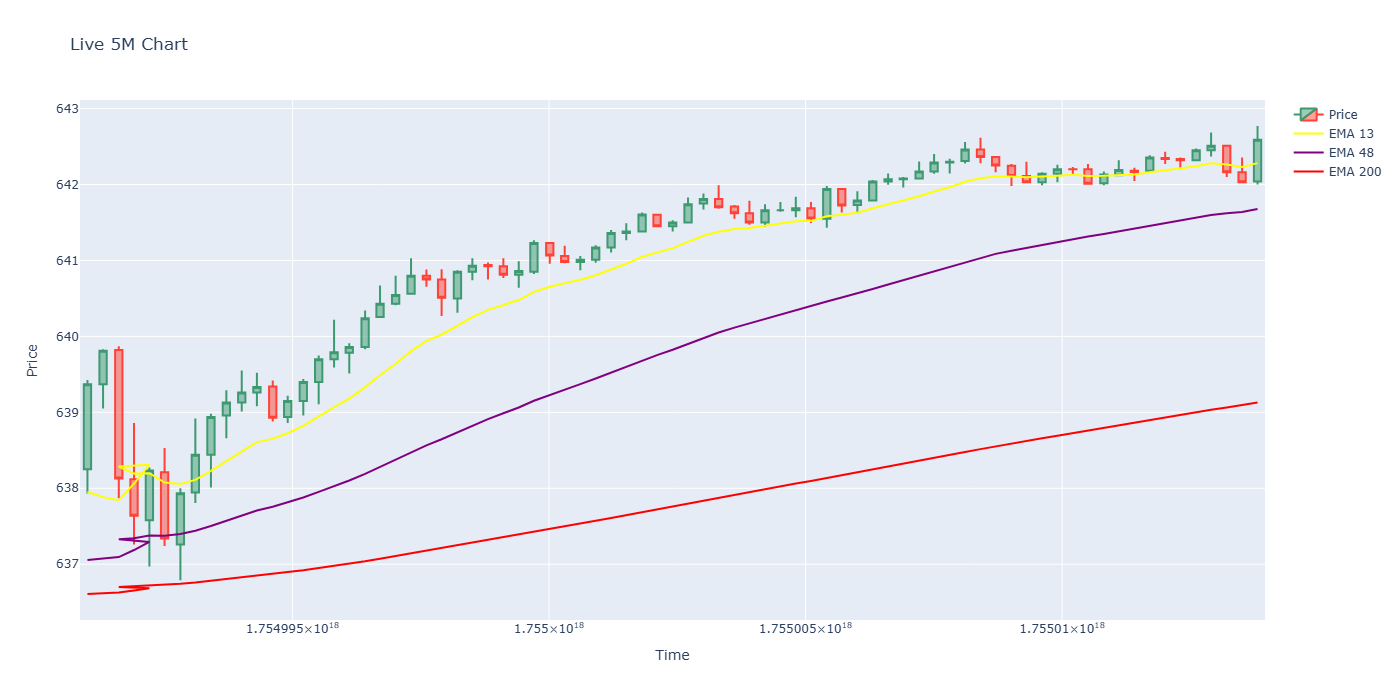 Live 5M Chart
643
642
641
640
639
638
637
Price
1.754995×10¹⁸
1.755×10¹⁸
1.755005×10¹⁸
1.75501×10¹⁸
Time
Price
EMA 13
EMA 48
EMA 200